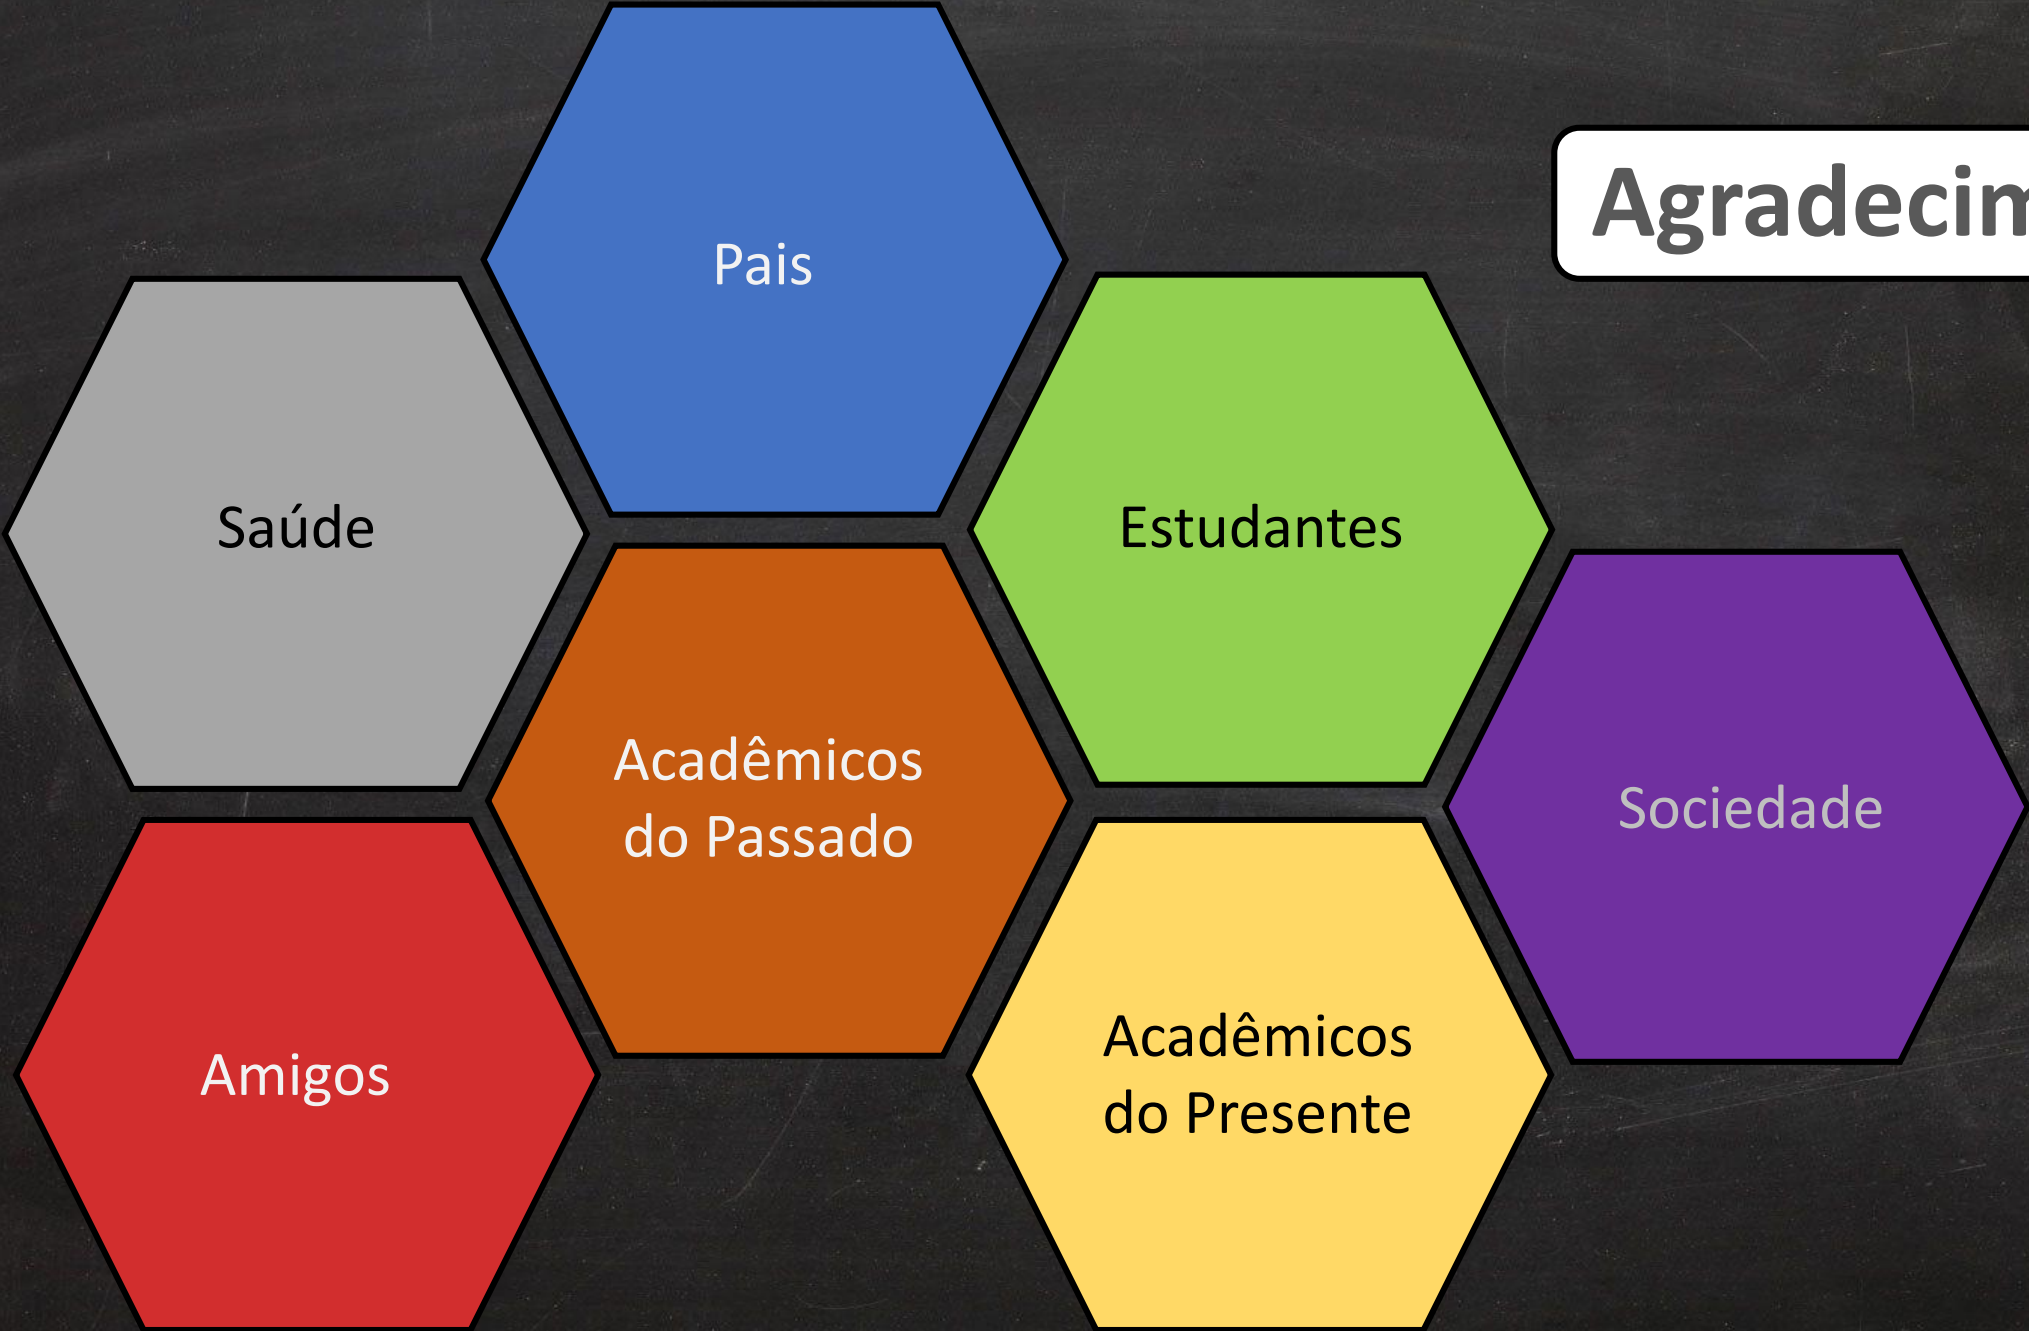 Agradecim
Pais
Saúde
Estudantes
Acadêmicos
do Passado
Sociedade
Amigos
Acadêmicos
do Presente